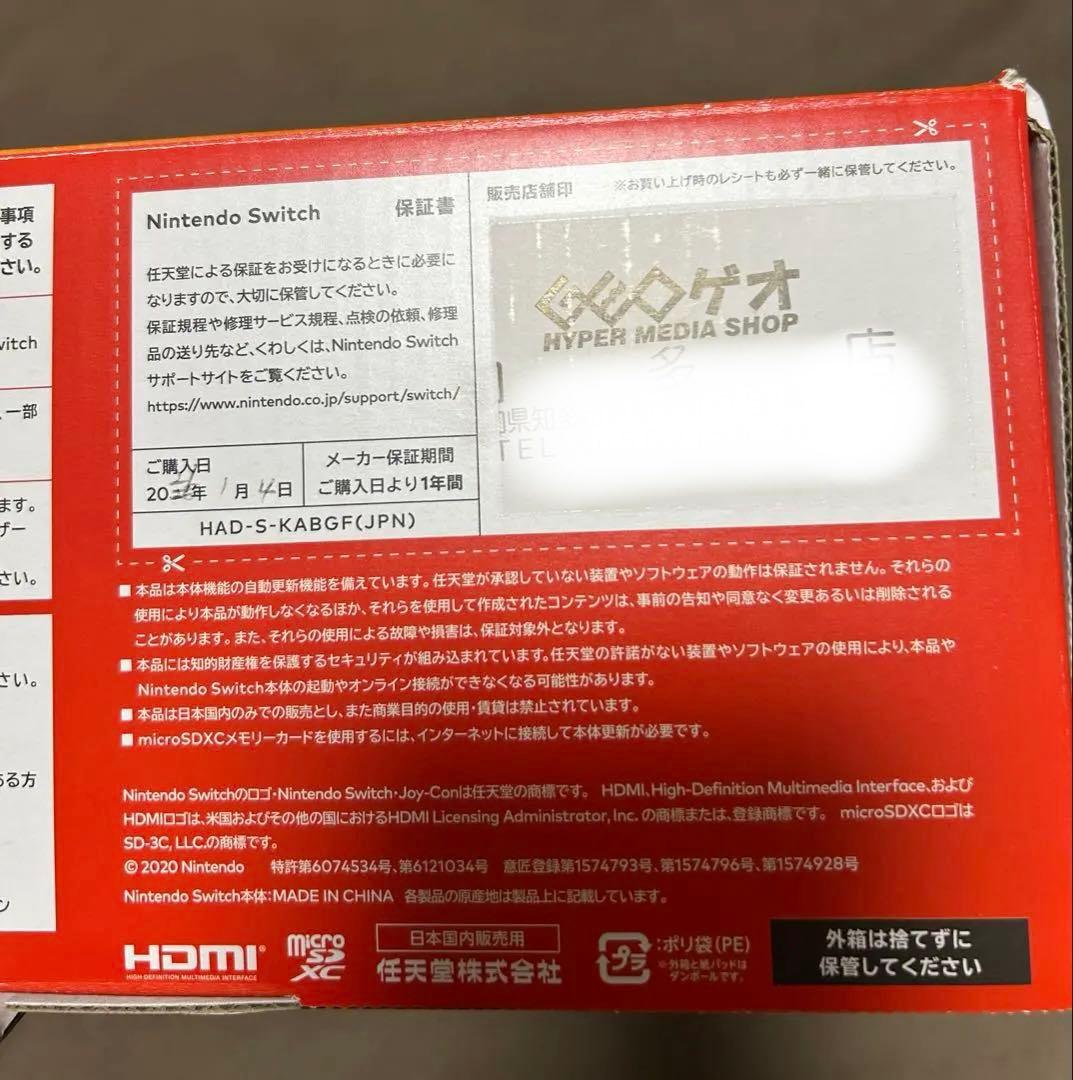 事項
する
さい。
witch
、一部
ます。
ザー
さい。
さい。
ある方
ン
Nintendo Switch 保証書
任天堂による保証をお受けになるときに必要に
なりますので、大切に保管してください。
保証規程や修理サービス規程、点検の依頼、修理
品の送り先など、くわしくは、Nintendo Switch
サポートサイトをご覧ください。
https://www.nintendo.co.jp/support/switch/
ご購入日
20 年 1月 4日
メーカー保証期間
ご購入日より1年間
HAD-S-KABGF(JPN)
販売店舗印 ※お買い上げ時のレシートも必ず一緒に保管してください。
GEO ゲオ
HYPER MEDIA SHOP
店
県知
TEL
■ 本品は本体機能の自動更新機能を備えています。任天堂が承認していない装置やソフトウェアの動作は保証されません。それらの
使用により本品が動作しなくなるほか、それらを使用して作成されたコンテンツは、事前の告知や同意なく変更あるいは削除される
ことがあります。また、それらの使用による故障や損害は、保証対象外となります。
■ 本品には知的財産権を保護するセキュリティが組み込まれています。任天堂の許諾がない装置やソフトウェアの使用により、本品や
Nintendo Switch本体の起動やオンライン接続ができなくなる可能性があります。
■ 本品は日本国内のみでの販売とし、また商業目的の使用・賃貸は禁止されています。
■ microSDXCメモリーカードを使用するには、インターネットに接続して本体更新が必要です。
Nintendo Switchのロゴ・Nintendo Switch・Joy-Conは任天堂の商標です。 HDMI、High-Definition Multimedia Interface、および
HDMIロゴは、米国およびその他の国におけるHDMI Licensing Administrator, Inc. の商標または、登録商標です。 microSDXCロゴは
SD-3C, LLC.の商標です。
© 2020 Nintendo 特許第6074534号、第6121034号 意匠登録第1574793号、第1574796号、第1574928号
Nintendo Switch本体：MADE IN CHINA 各製品の原産地は製品上に記載しています。
HDMI®
HIGH-DEFINITION MULTIMEDIA INTERFACE
micro
SD
XC
日本国内販売用
任天堂株式会社
プラ
：ポリ袋(PE)
※外箱と紙パッドは
ダンボールです。
外箱は捨てずに
保管してください